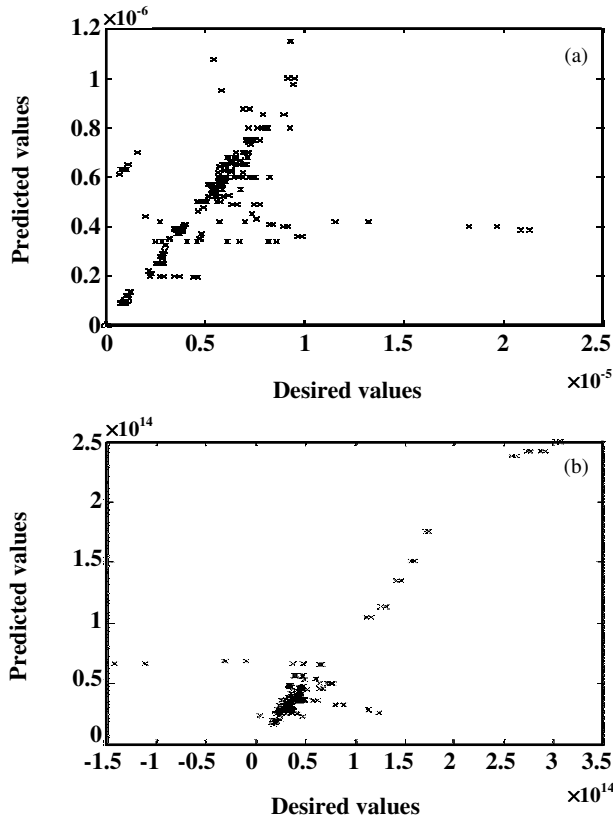 ×10-6
1.2
(a)
1
0.8
0.6
0.4
0.2
0
0 0.5 1 1.5 2 2.5
×10-5
Predicted values
Desired values
×1014
2.5
(b)
2
1.5
1
0.5
0
-1.5 -1 -0.5 0 0.5 1 1.5 2 2.5 3 3.5
×1014
Predicted values
Desired values